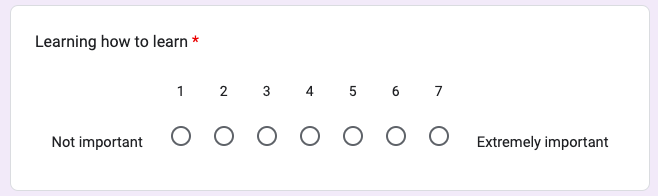 Learning how to learn *
1 2 3 4 5 6 7
Not important Extremely important